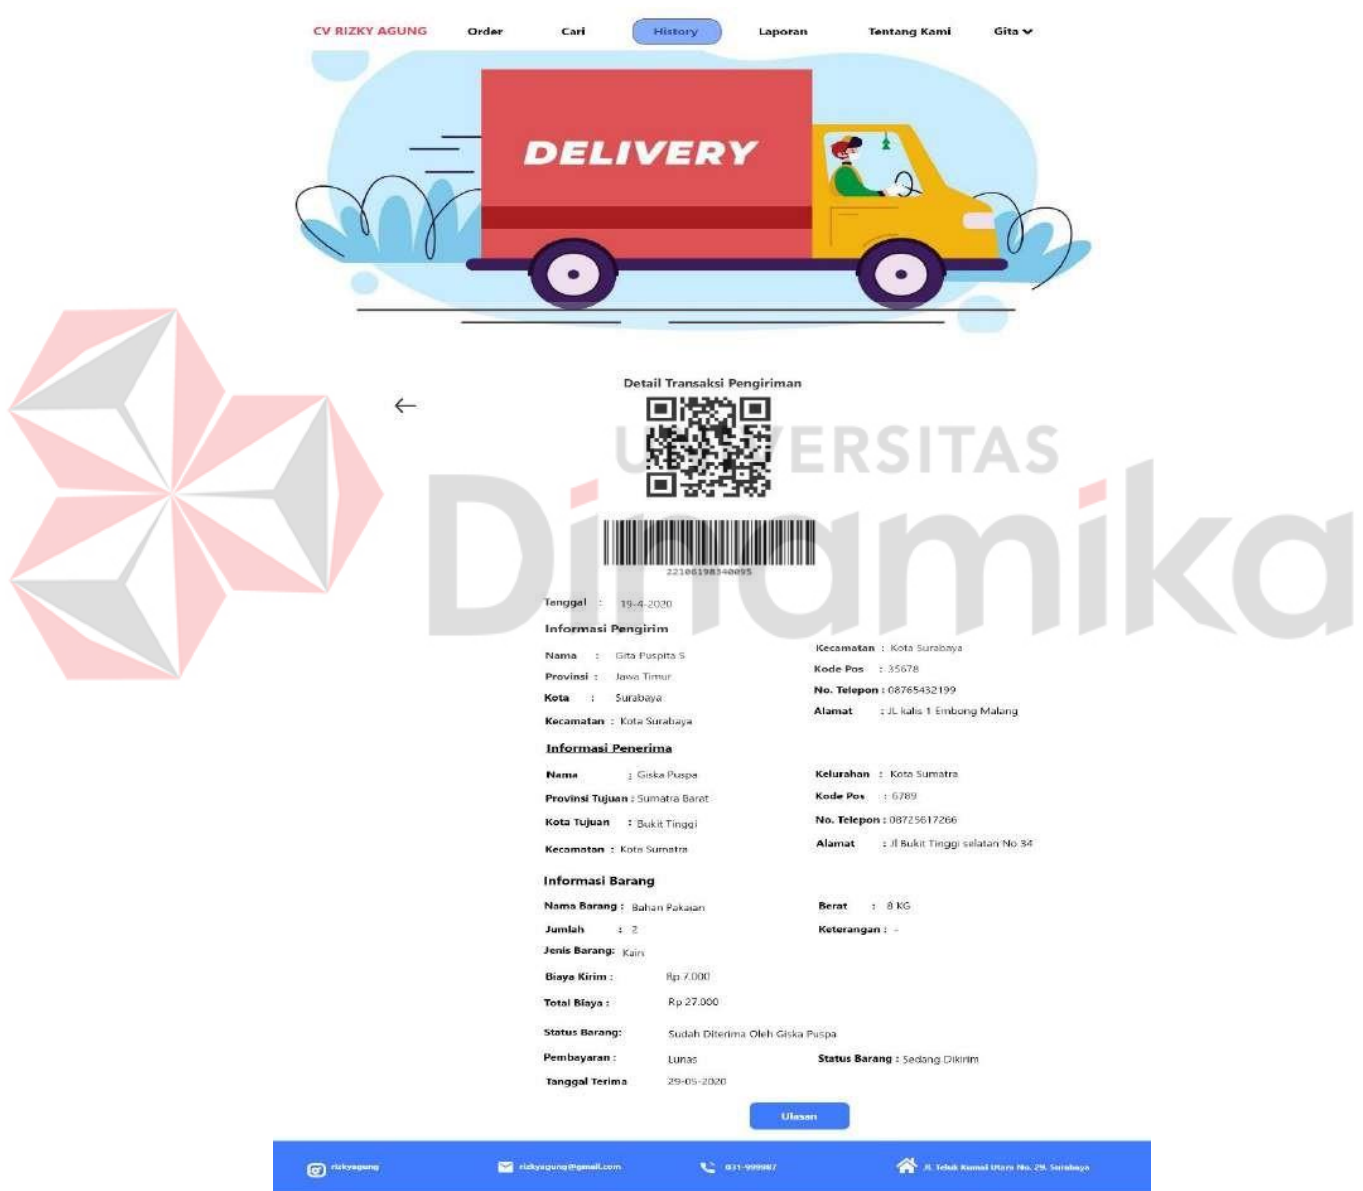 CV RIZKY AGUNG Order Cari History Laporan Tentang Kami Gita
DELIVERY
Detail Transaksi Pengiriman
UNIVERSITAS
Dinamika
22106198340095
Tanggal : 19-4-2020
Informasi Pengirim
Nama : Gita Puspita S
Provinsi : Jawa Timur
Kota : Surabaya
Kecamatan : Kota Surabaya
Kecamatan : Kota Surabaya
Kode Pos : 35678
No. Telepon : 08765432199
Alamat : JL kalis 1 Embong Malang
Informasi Penerima
Nama : Giska Puspa
Provinsi Tujuan : Sumatra Barat
Kota Tujuan : Bukit Tinggi
Kecamatan : Kota Sumatra
Kelurahan : Kota Sumatra
Kode Pos : 6789
No. Telepon : 08725617266
Alamat : Jl Bukit Tinggi selatan No 34
Informasi Barang
Nama Barang : Bahan Pakaian
Berat : 8 KG
Jumlah : 2
Keterangan : -
Jenis Barang: Kain
Biaya Kirim : Rp 7.000
Total Biaya : Rp 27.000
Status Barang: Sudah Diterima Oleh Giska Puspa
Pembayaran : Lunas
Status Barang : Sedang Dikirim
Tanggal Terima 29-05-2020
Ulasan
rizkyagung rizkyagung@gmail.com 031-999987 Jl. Teluk Kumai Utara No. 29, Surabaya